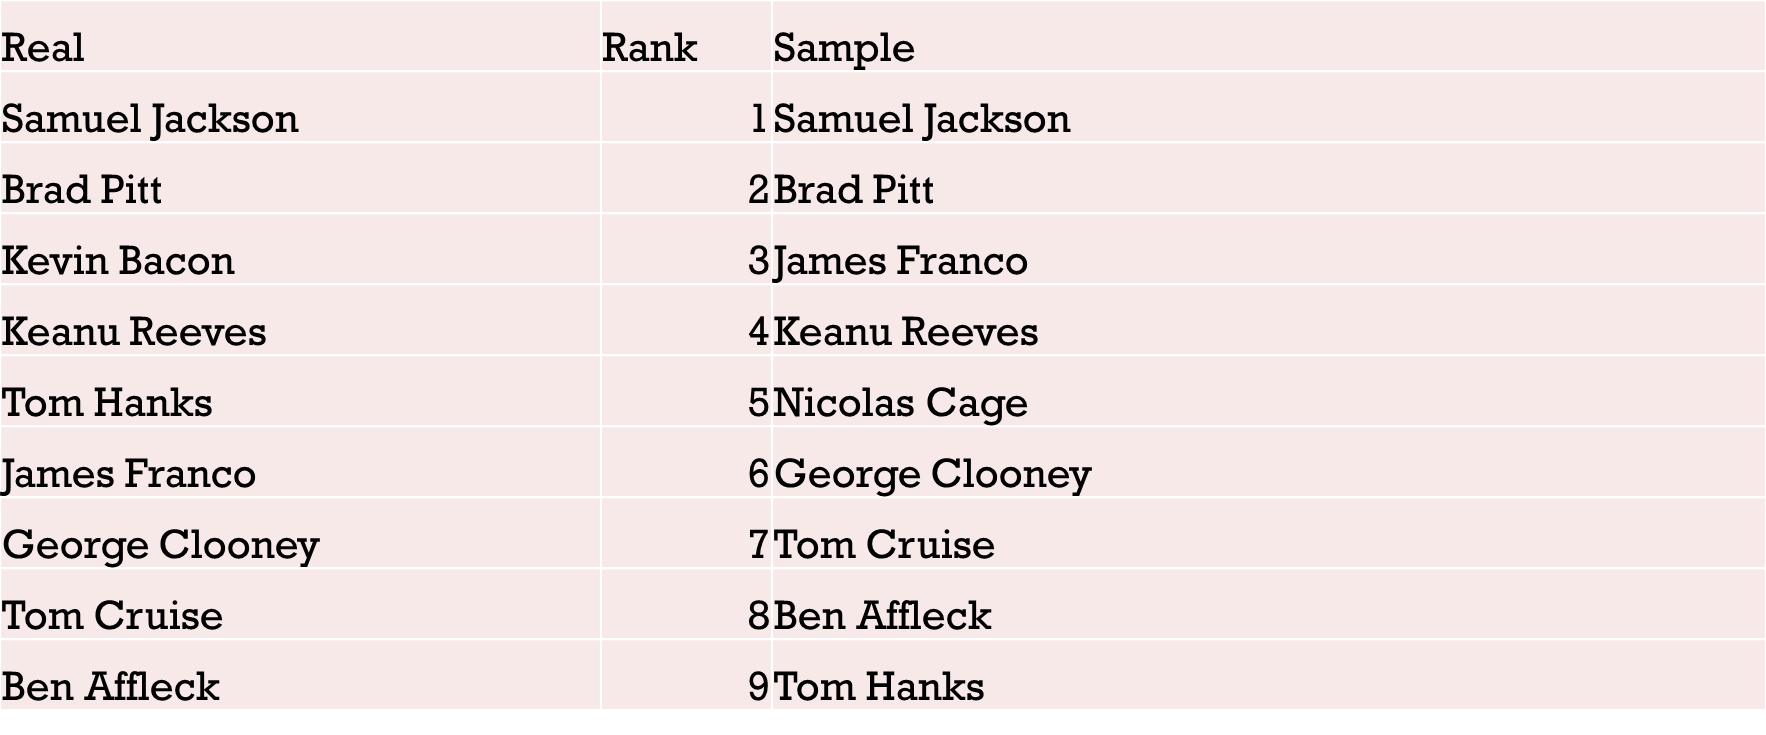 Real Rank Sample
Samuel Jackson 1 Samuel Jackson
Brad Pitt 2 Brad Pitt
Kevin Bacon 3 James Franco
Keanu Reeves 4 Keanu Reeves
Tom Hanks 5 Nicolas Cage
James Franco 6 George Clooney
George Clooney 7 Tom Cruise
Tom Cruise 8 Ben Affleck
Ben Affleck 9 Tom Hanks